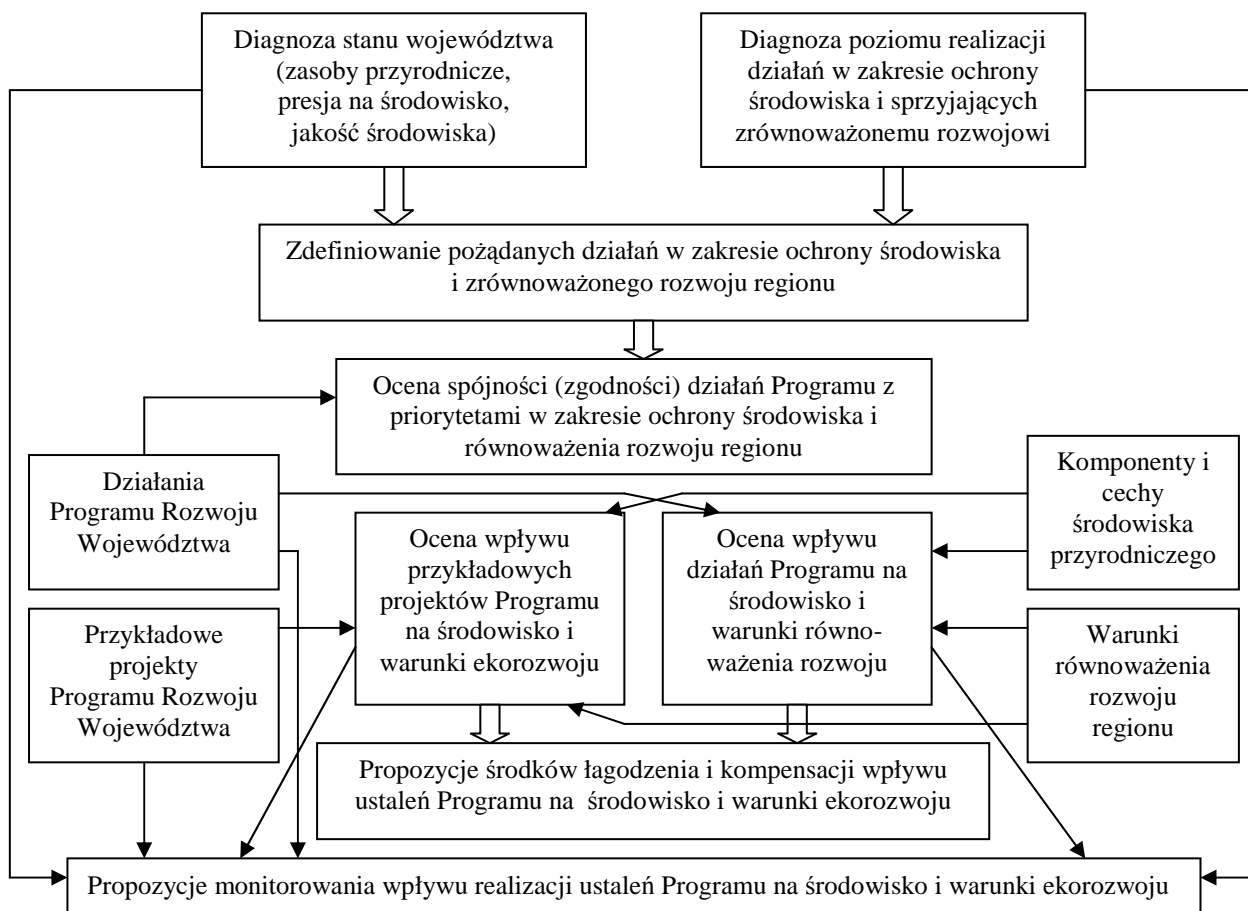 Diagnoza stanu województwa
(zasoby przyrodnicze,
presja na środowisko,
jakość środowiska)
Diagnoza poziomu realizacji
działań w zakresie ochrony
środowiska i sprzyjających
zrównoważonemu rozwojowi
Zdefiniowanie pożądanych działań w zakresie ochrony środowiska
i zrównoważonego rozwoju regionu
Ocena spójności (zgodności) działań Programu z
priorytetami w zakresie ochrony środowiska i
równoważenia rozwoju regionu
Działania
Programu Rozwoju
Województwa
Komponenty i
cechy
środowiska
przyrodniczego
Ocena wpływu
przykładowych
projektów Programu
na środowisko i
warunki ekorozwoju
Ocena wpływu
działań Programu na
środowisko i
warunki równo-
ważenia rozwoju
Przykładowe
projekty
Programu Rozwoju
Województwa
Warunki
równoważenia
rozwoju
regionu
Propozycje środków łagodzenia i kompensacji wpływu
ustaleń Programu na środowisko i warunki ekorozwoju
Propozycje monitorowania wpływu realizacji ustaleń Programu na środowisko i warunki ekorozwoju